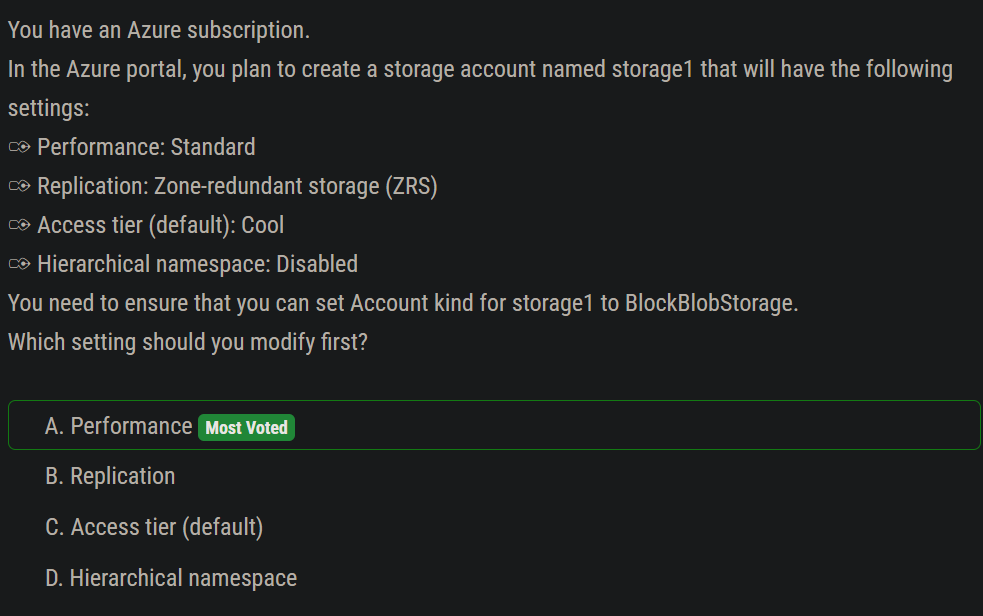 You have an Azure subscription.
In the Azure portal, you plan to create a storage account named storage1 that will have the following
settings:
Performance: Standard
Replication: Zone-redundant storage (ZRS)
Access tier (default): Cool
Hierarchical namespace: Disabled
You need to ensure that you can set Account kind for storage1 to BlockBlobStorage.
Which setting should you modify first?
A. Performance Most Voted
B. Replication
C. Access tier (default)
D. Hierarchical namespace